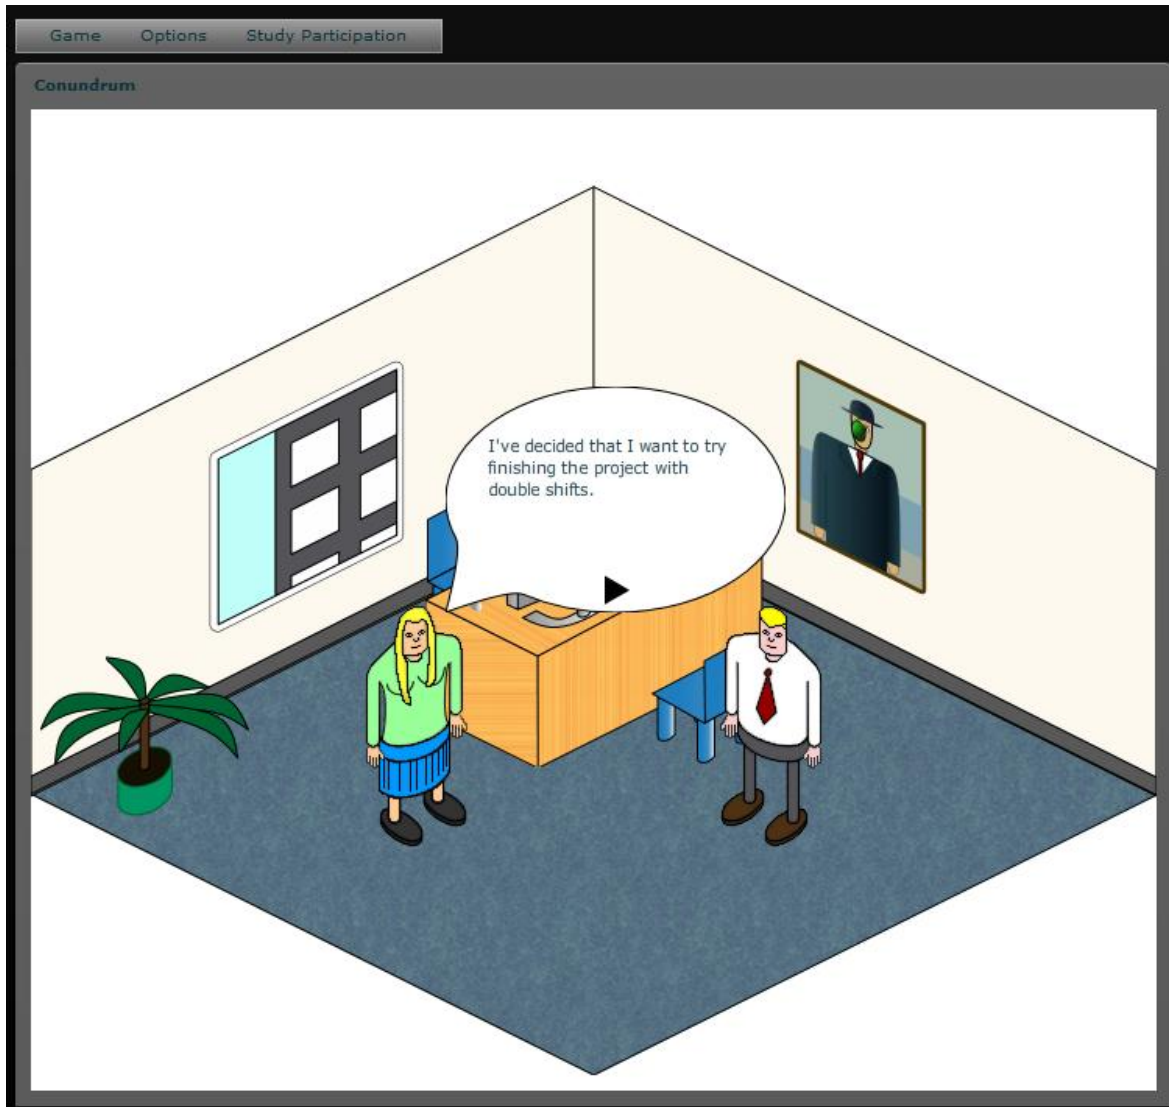 Game Options Study Participation
Conundrum
I've decided that I want to try
finishing the project with
double shifts.